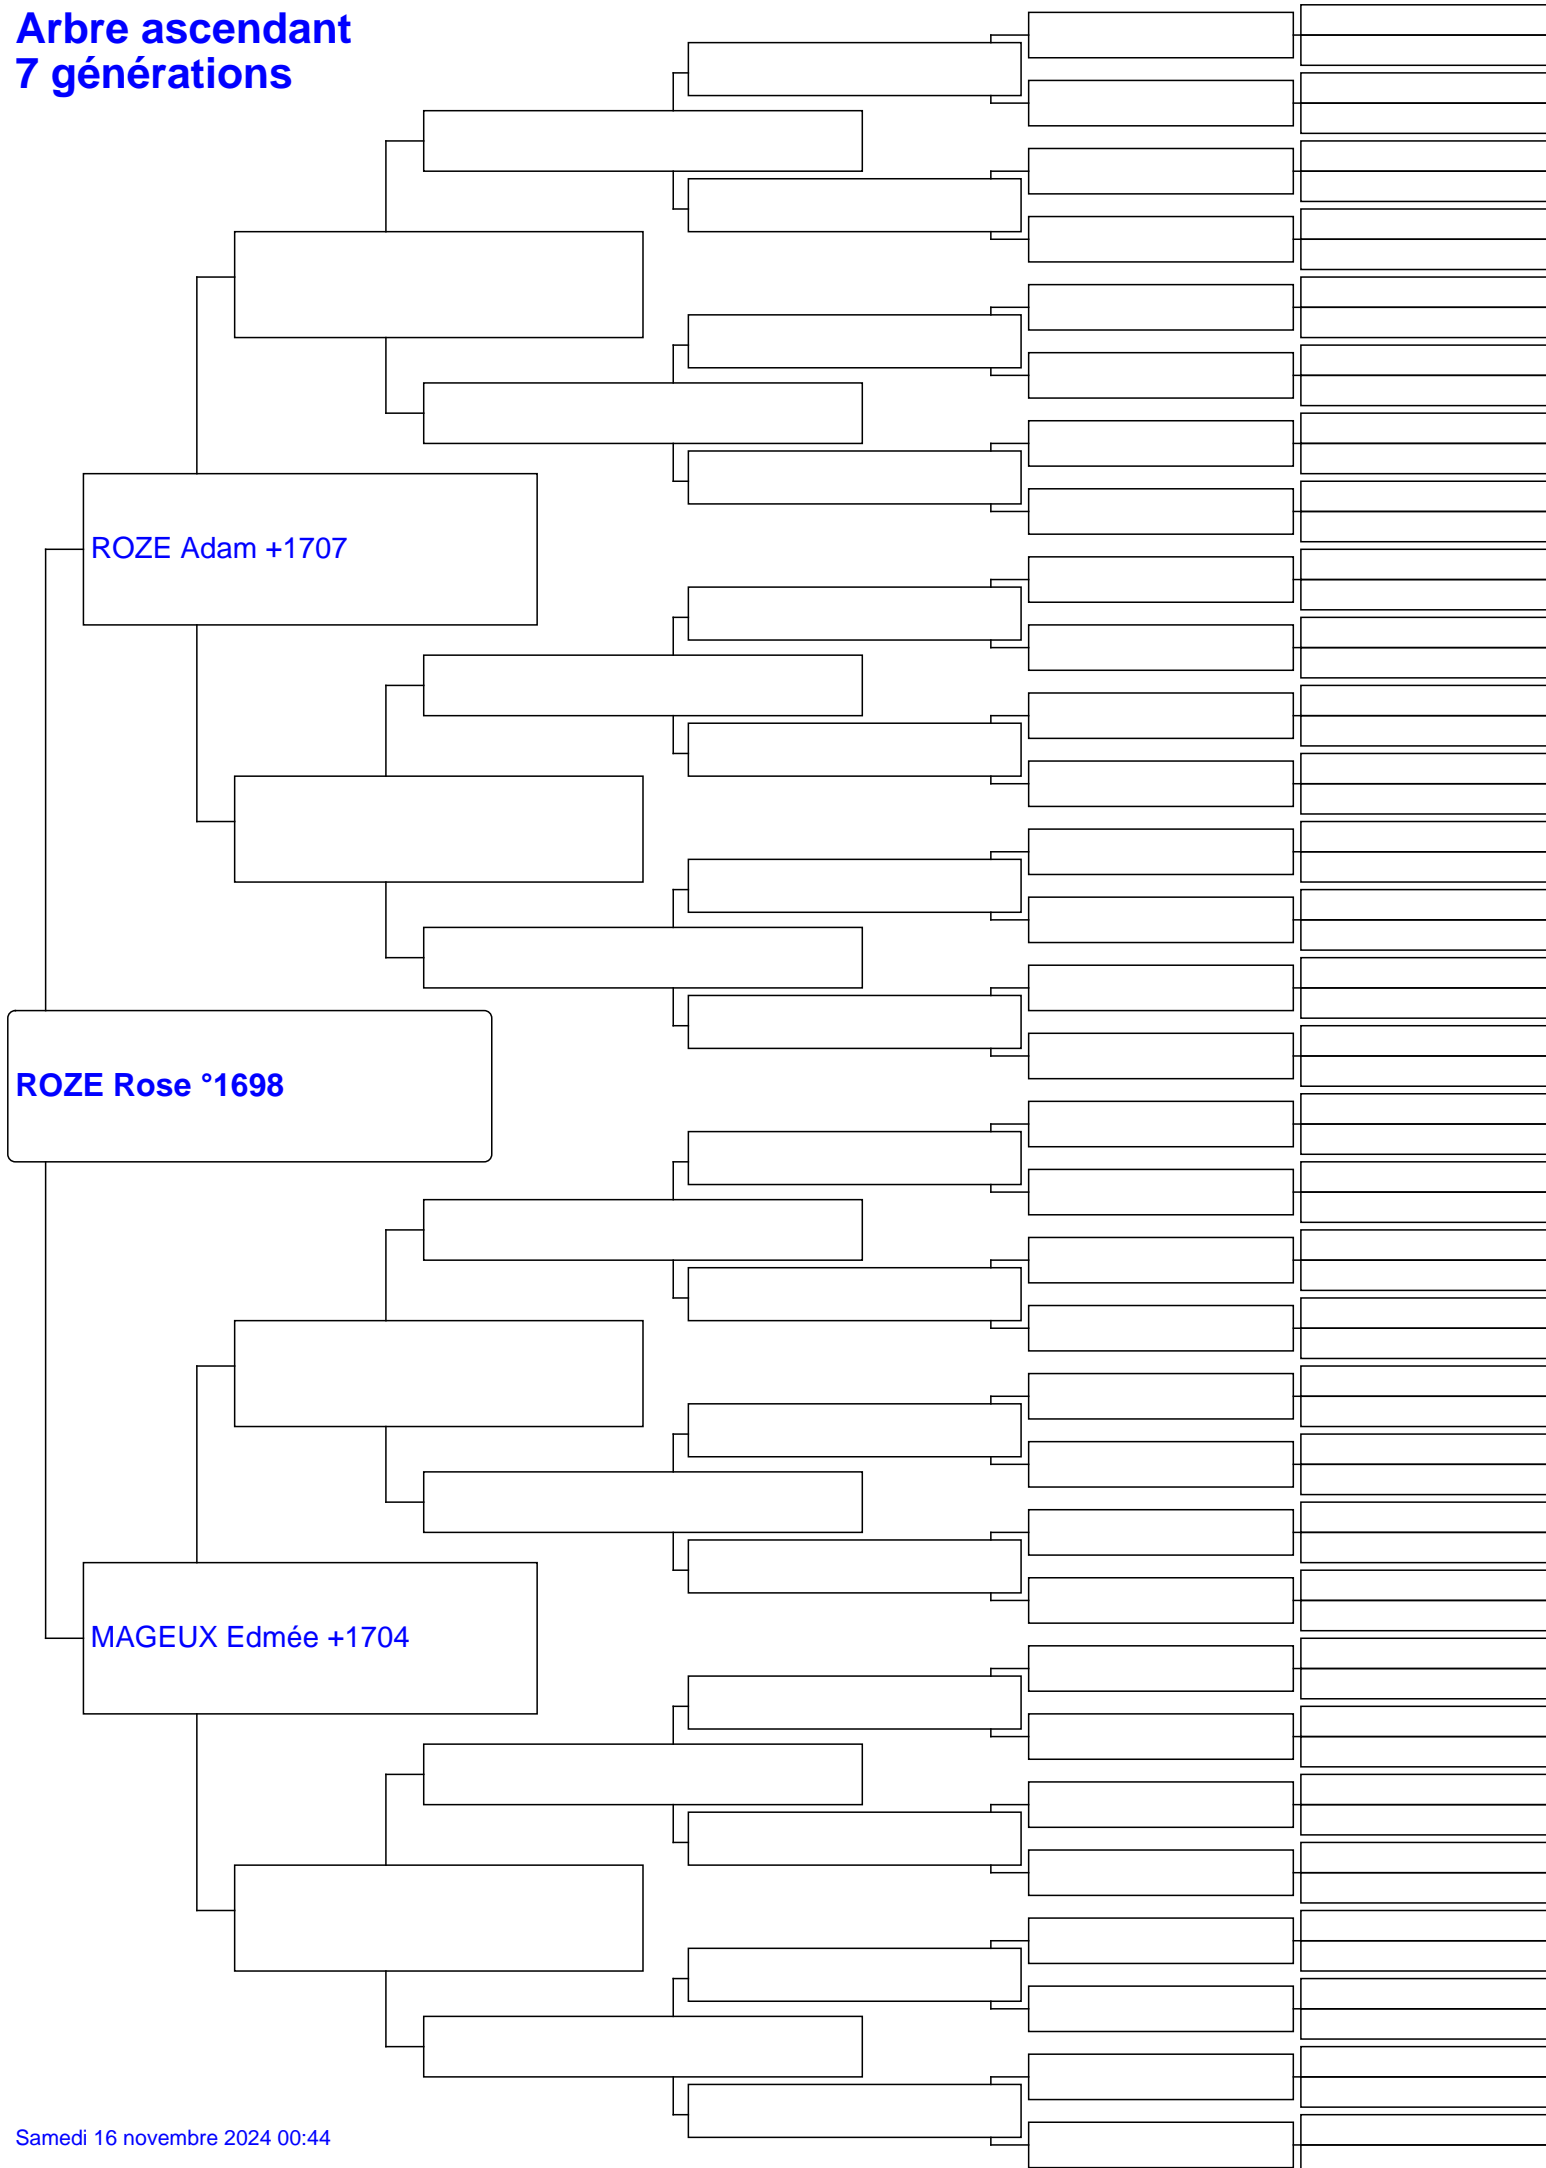 Arbre ascendant
7 générations
ROZE Adam +1707
ROZE Rose °1698
MAGEUX Edmée +1704
Samedi 16 novembre 2024 00:44